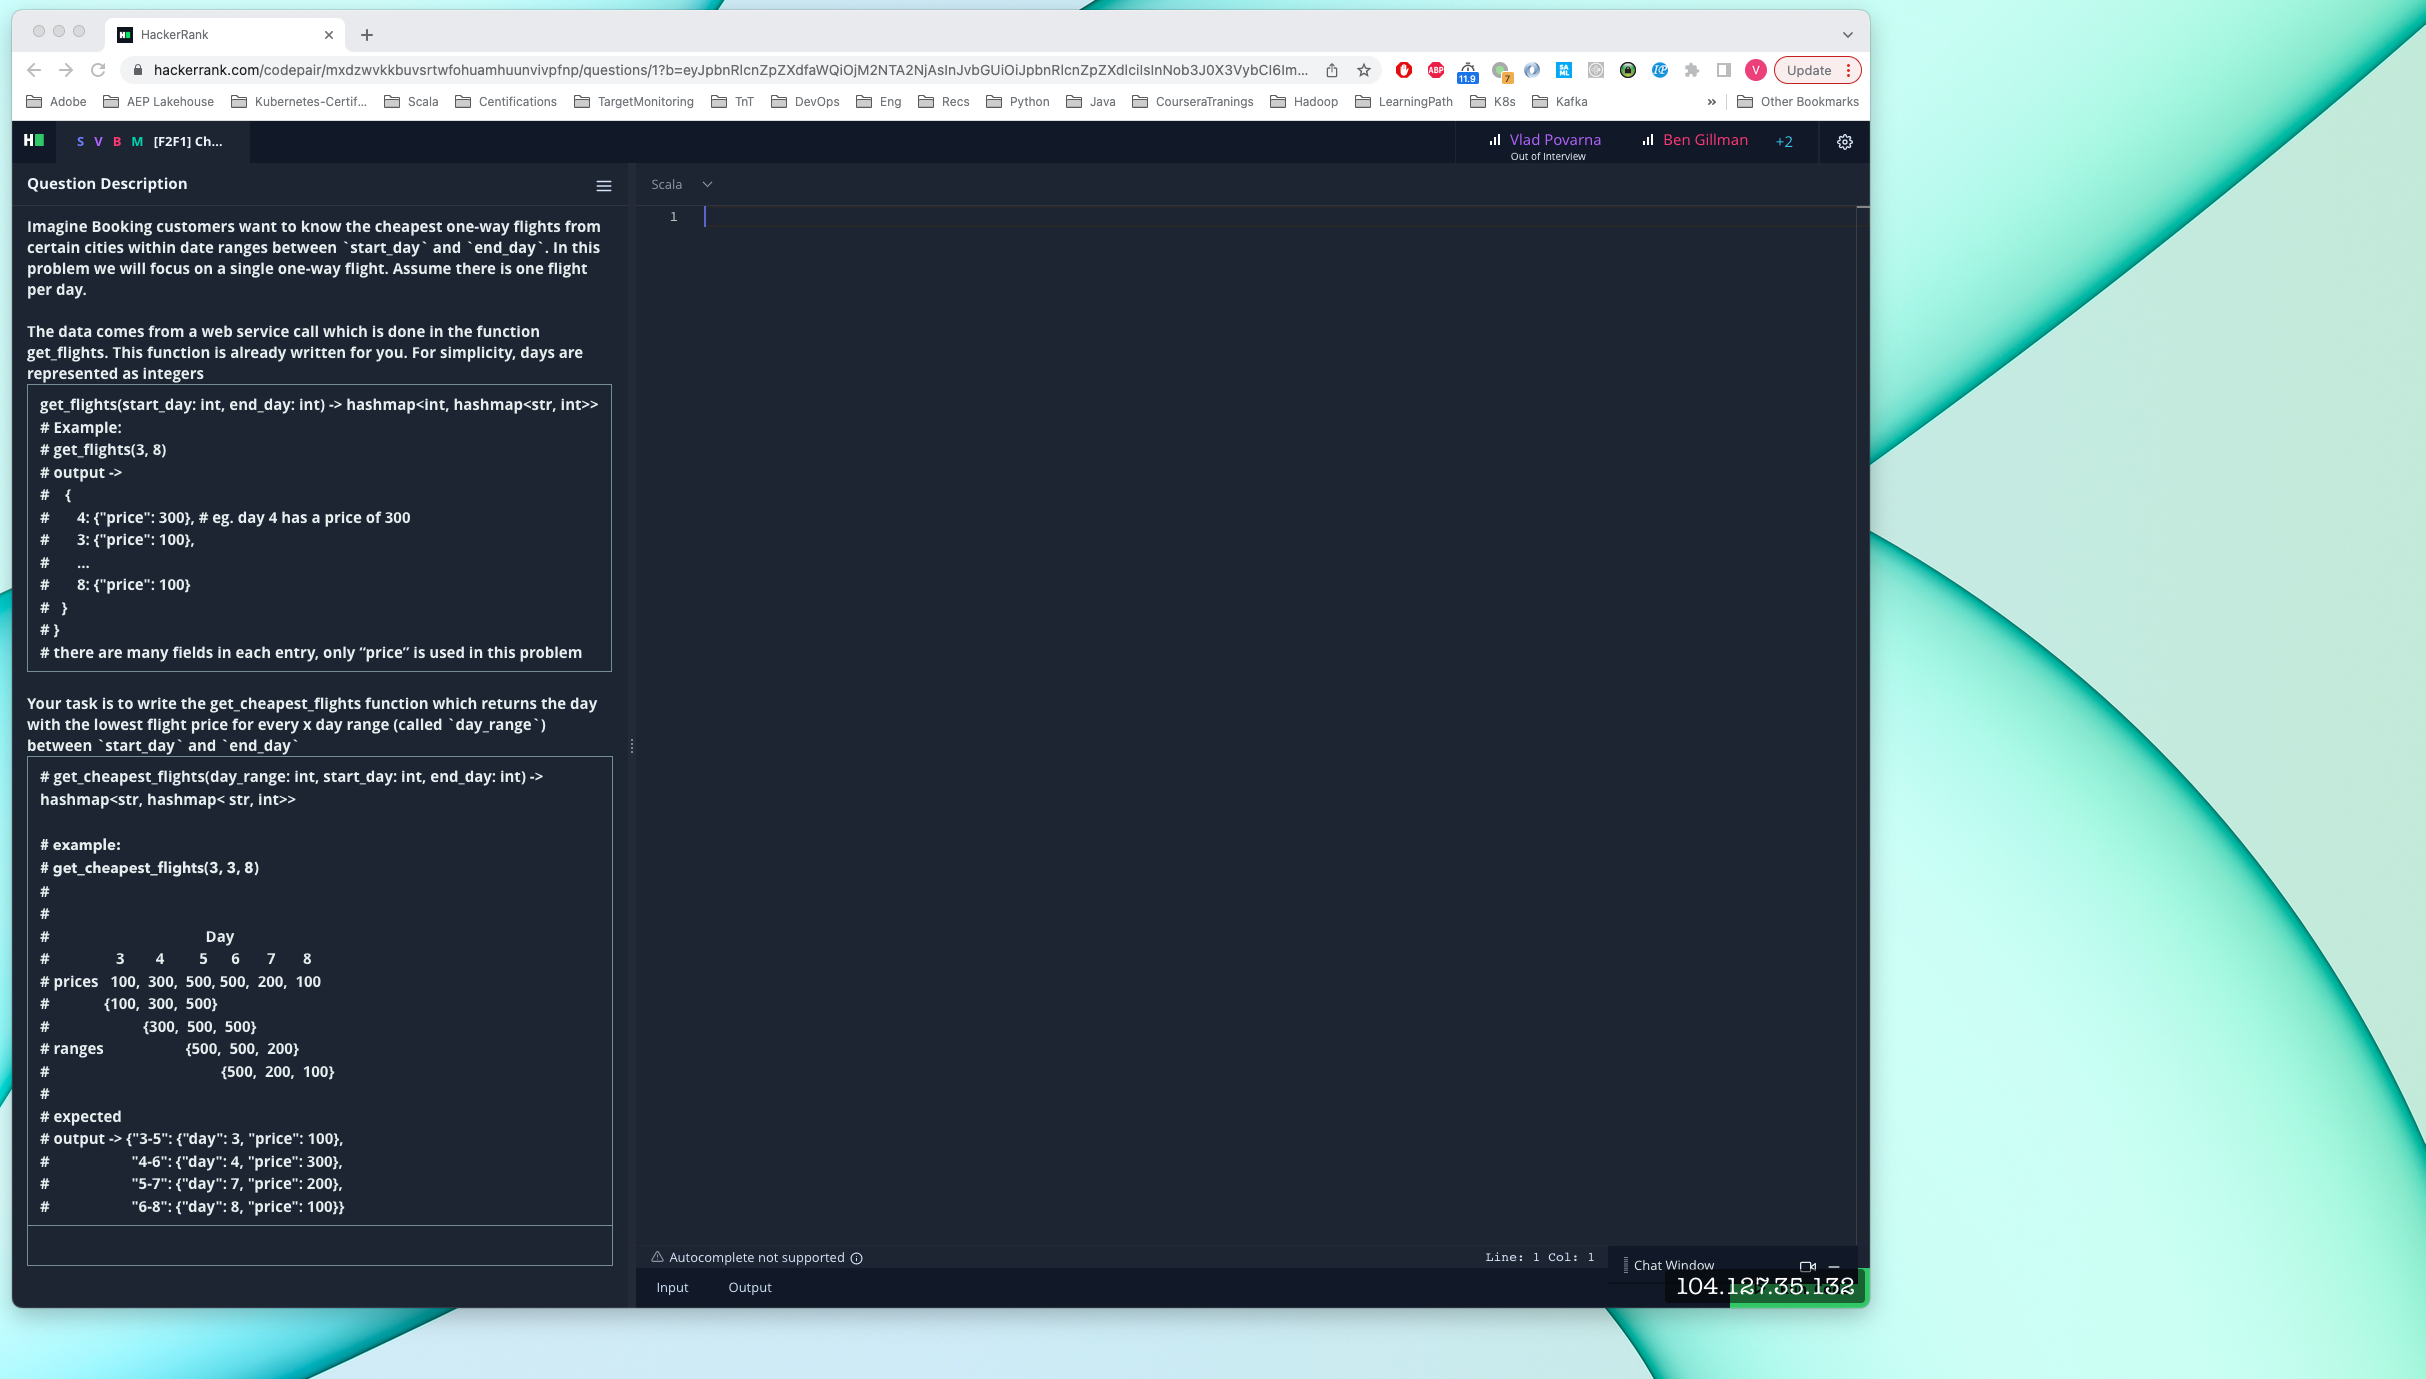 HackerRank
hackerrank.com/codepair/mxdzwvkkbuvsrtwfohuamhuunvivpfnp/questions/1?b=eyJpbnRlcnZpZXdfaWQiOjM2NTA2NjAsInJvbGUiOiJpbnRlcnZpZXdlciIsInNob3J0X3VybCI6Im...
11.9
7
V
Update
Adobe AEP Lakehouse Kubernetes-Certif... Scala Centifications TargetMonitoring TnT DevOps Eng Recs Python Java CourseraTranings Hadoop LearningPath K8s Kafka » Other Bookmarks
H S V B M [F2F1] Ch... Vlad Povarna Ben Gillman +2
Out of Interview
Question Description
Scala
1
Imagine Booking customers want to know the cheapest one-way flights from
certain cities within date ranges between `start_day` and `end_day`. In this
problem we will focus on a single one-way flight. Assume there is one flight
per day.
The data comes from a web service call which is done in the function
get_flights. This function is already written for you. For simplicity, days are
represented as integers
get_flights(start_day: int, end_day: int) -> hashmap<int, hashmap<str, int>>
# Example:
# get_flights(3, 8)
# output ->
# {
# 4: {"price": 300}, # eg. day 4 has a price of 300
# 3: {"price": 100},
# ...
# 8: {"price": 100}
# }
# }
# there are many fields in each entry, only “price” is used in this problem
Your task is to write the get_cheapest_flights function which returns the day
with the lowest flight price for every x day range (called `day_range`)
between `start_day` and `end_day`
# get_cheapest_flights(day_range: int, start_day: int, end_day: int) ->
hashmap<str, hashmap< str, int>>
# example:
# get_cheapest_flights(3, 3, 8)
#
#
# Day
# 3 4 5 6 7 8
# prices 100, 300, 500, 500, 200, 100
# {100, 300, 500}
# {300, 500, 500}
# ranges {500, 500, 200}
# {500, 200, 100}
#
# expected
# output -> {"3-5": {"day": 3, "price": 100},
# "4-6": {"day": 4, "price": 300},
# "5-7": {"day": 7, "price": 200},
# "6-8": {"day": 8, "price": 100}}
Autocomplete not supported
Line: 1 Col: 1
Chat Window
Input Output
104.127.35.132